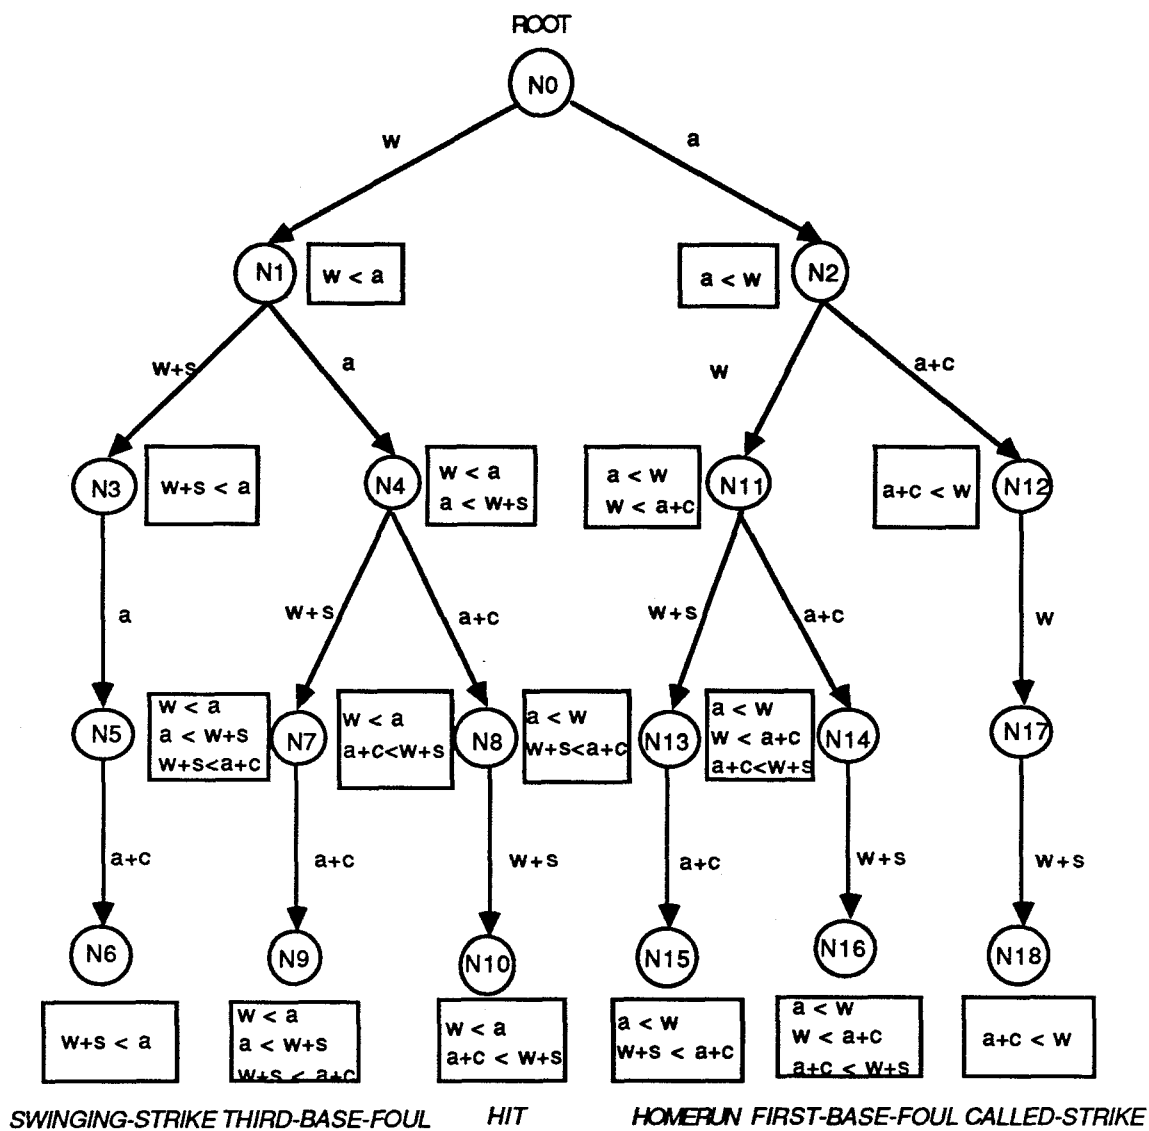 ROOT
N0
w
a
N1
w < a
a < w
N2
w+s
a
w
a+c
N3
w+s < a
N4
w < a
a < w+s
a < w
w < a+c
N11
a+c < w
N12
a
w+s
a+c
w+s
a+c
w
N5
w < a
a < w+s
w+s<a+c
N7
w < a
a+c<w+s
N8
a < w
w+s<a+c
N13
a < w
w < a+c
a+c<w+s
N14
N17
a+c
a+c
w+s
a+c
w+s
w+s
N6
N9
N10
N15
N16
N18
w+s < a
w < a
a < w+s
w+s < a+c
w < a
a+c < w+s
a < w
w+s < a+c
a < w
w < a+c
a+c < w+s
a+c < w
SWINGING-STRIKE THIRD-BASE-FOUL HIT HOMERUN FIRST-BASE-FOUL CALLED-STRIKE